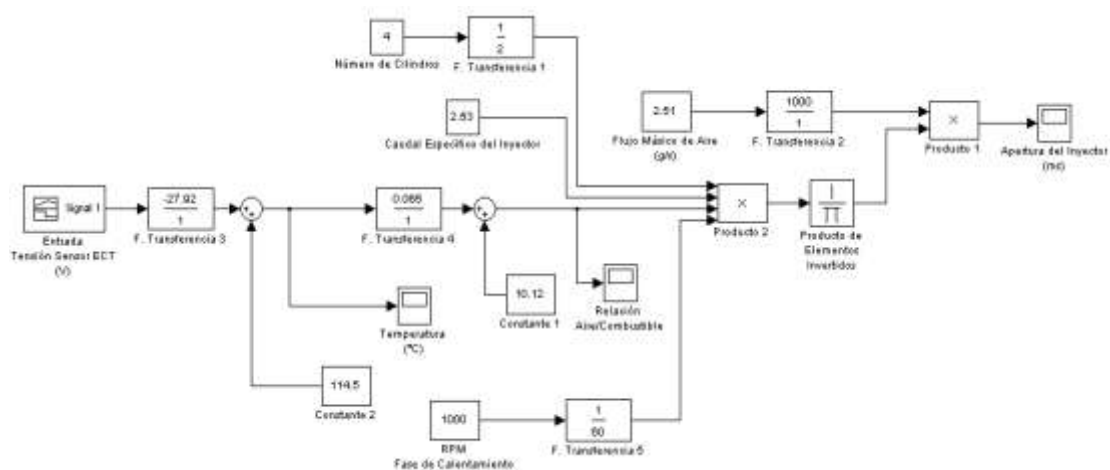 4
Número de Cilindros
1
2
F. Transferencia 1
2.53
Caudal Específico del Inyector
2.51
Flujo Másico de Aire
(g/s)
1000
1
F. Transferencia 2
×
Producto 1
Apertura del Inyector
(ms)
Signal 1
Entrada
Tensión Sensor ECT
(V)
-27.92
1
F. Transferencia 3
++
0.055
1
F. Transferencia 4
++
×
Producto 2
Producto de
Elementos
Invertidos
Temperatura
(ºC)
10.12
Constante 1
Relación
Aire/Combustible
114.5
Constante 2
1000
RPM
Fase de Calentamiento
1
60
F. Transferencia 5